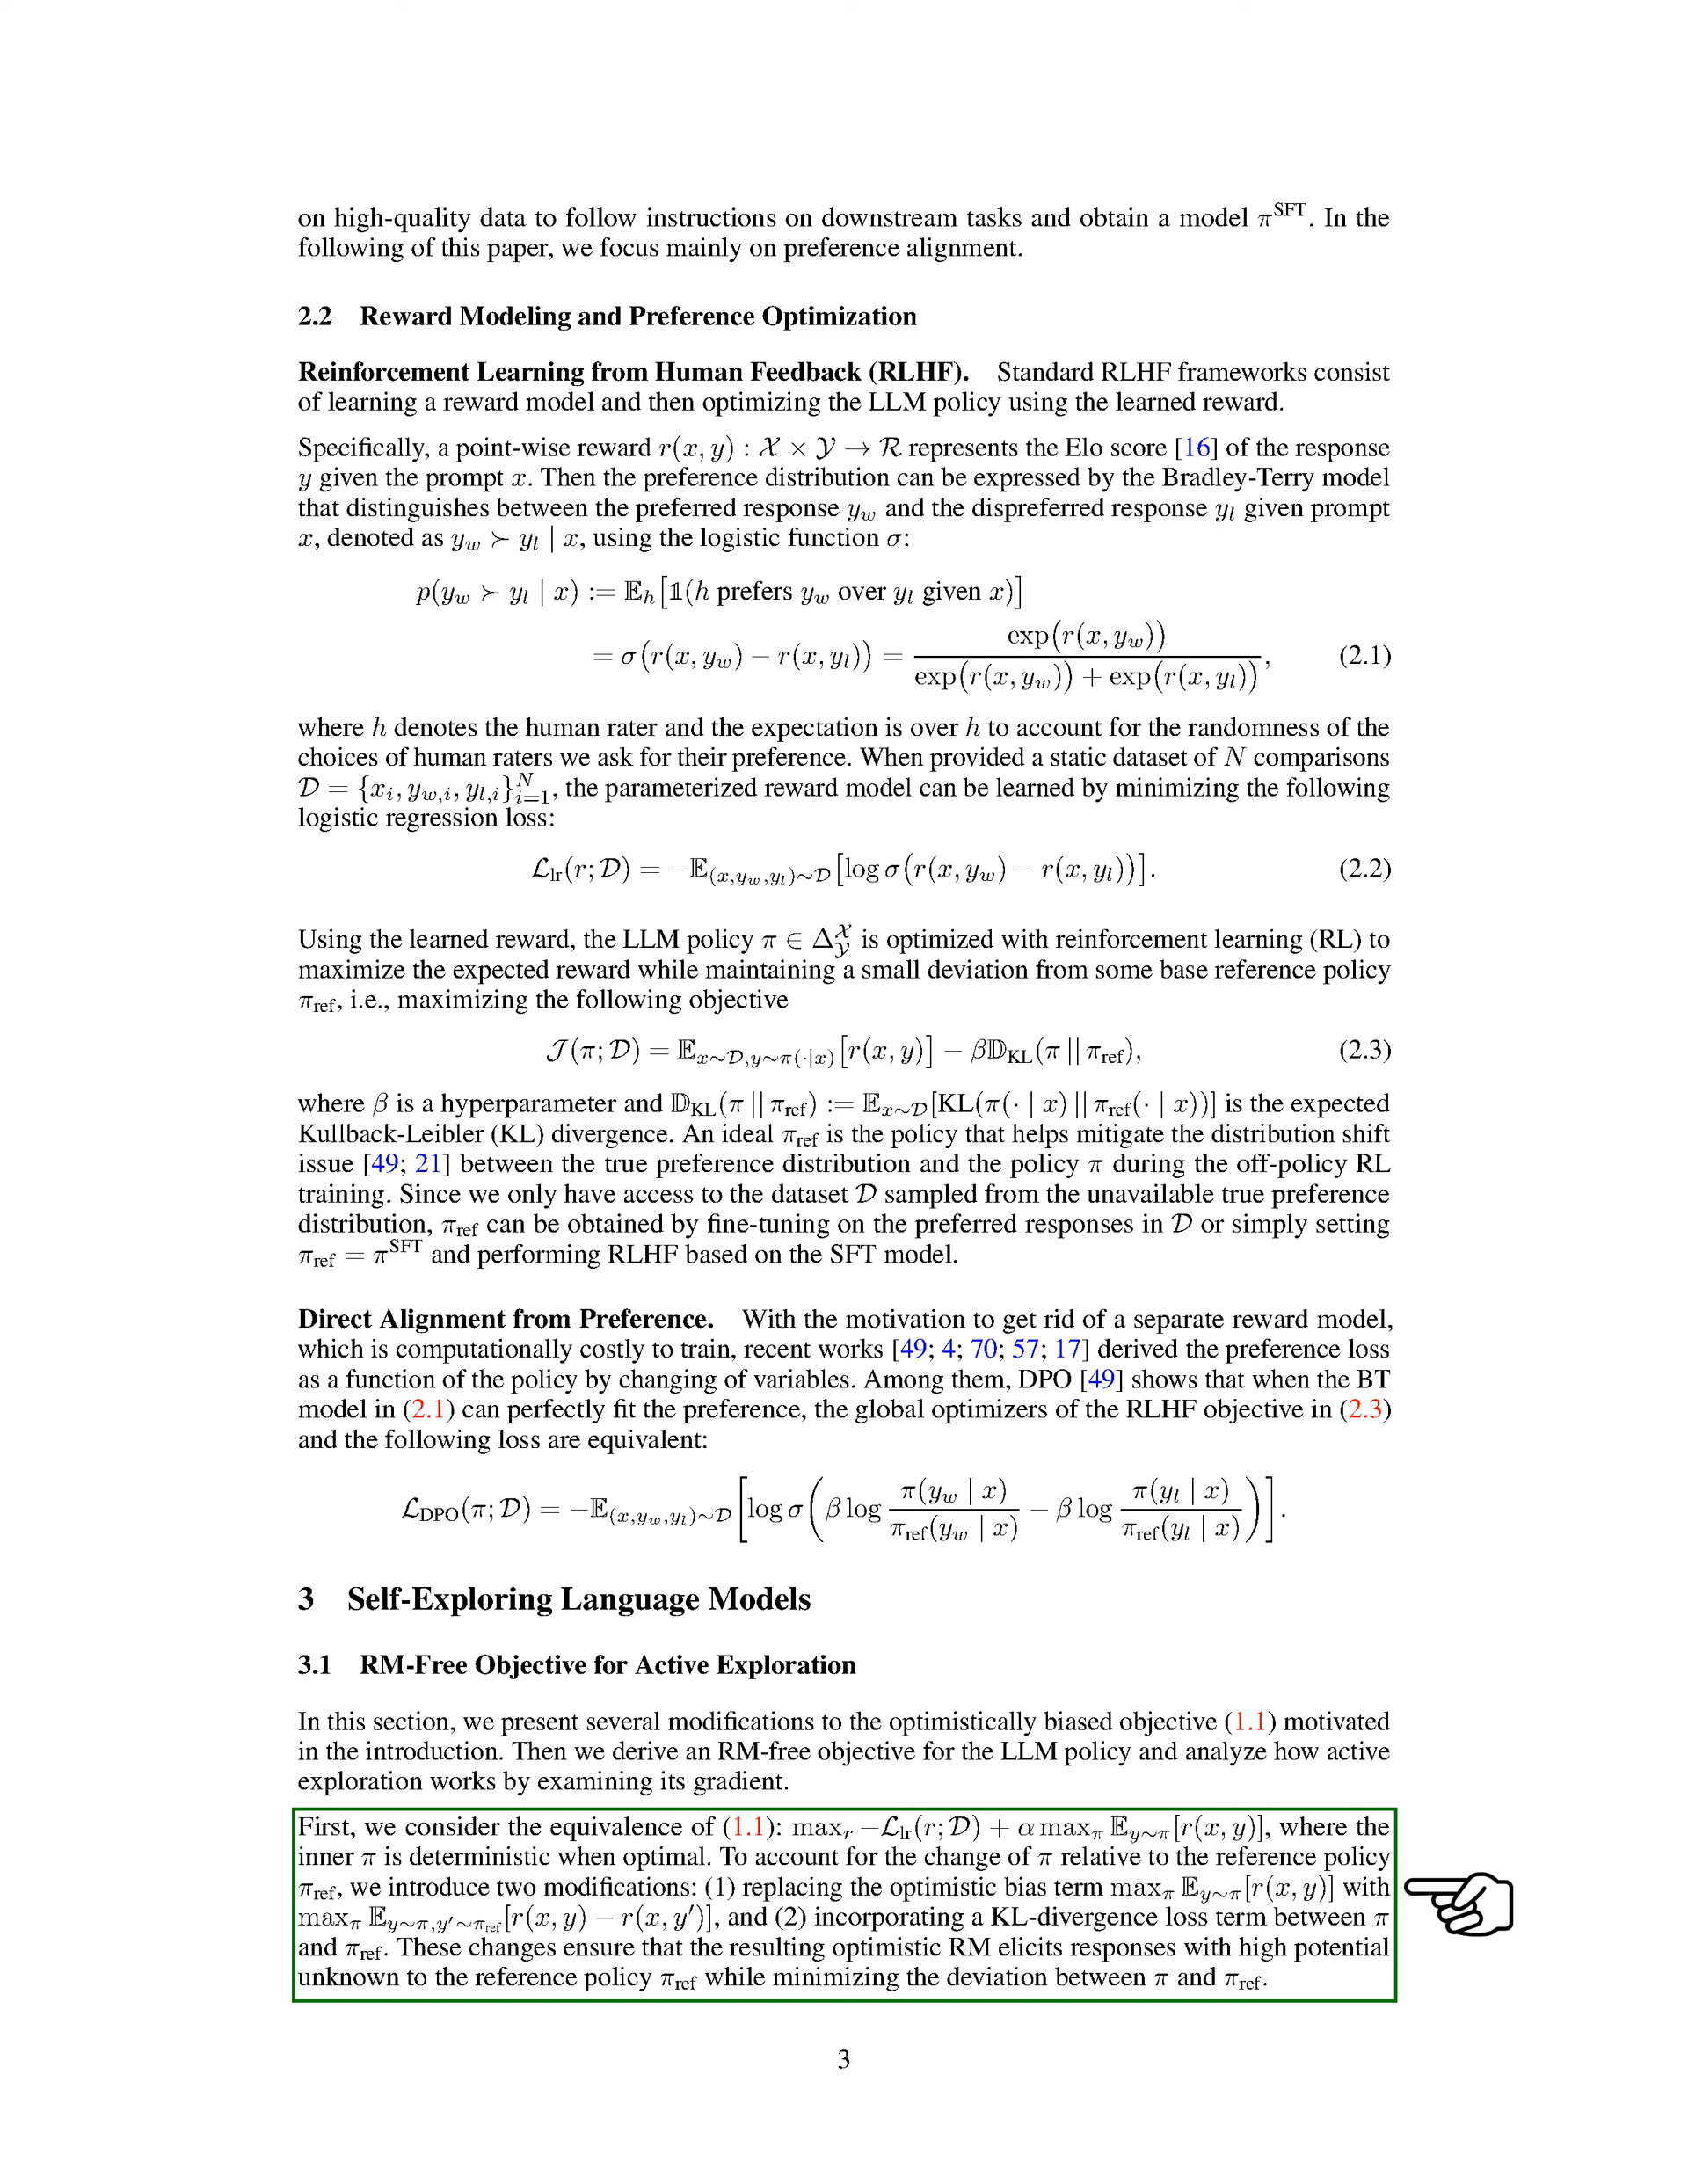 on high-quality data to follow instructions on downstream tasks and obtain a model π^SFT. In the
following of this paper, we focus mainly on preference alignment.
2.2 Reward Modeling and Preference Optimization
Reinforcement Learning from Human Feedback (RLHF). Standard RLHF frameworks consist
of learning a reward model and then optimizing the LLM policy using the learned reward.
Specifically, a point-wise reward r(x, y) : 𝒳 × 𝒴 → ℛ represents the Elo score [16] of the response
y given the prompt x. Then the preference distribution can be expressed by the Bradley-Terry model
that distinguishes between the preferred response y_w and the dispreferred response y_l given prompt
x, denoted as y_w ≻ y_l | x, using the logistic function σ:
p(y_w ≻ y_l | x) := 𝔼_h[𝟙(h prefers y_w over y_l given x)]
= σ(r(x, y_w) − r(x, y_l)) = exp(r(x, y_w)) / (exp(r(x, y_w)) + exp(r(x, y_l))), (2.1)
where h denotes the human rater and the expectation is over h to account for the randomness of the
choices of human raters we ask for their preference. When provided a static dataset of N comparisons
𝒟 = {x_i, y_{w,i}, y_{l,i}}_{i=1}^N, the parameterized reward model can be learned by minimizing the following
logistic regression loss:
ℒ_lr(r; 𝒟) = −𝔼_{(x,y_w,y_l)∼𝒟}[log σ(r(x, y_w) − r(x, y_l))]. (2.2)
Using the learned reward, the LLM policy π ∈ Δ_𝒴^𝒳 is optimized with reinforcement learning (RL) to
maximize the expected reward while maintaining a small deviation from some base reference policy
π_ref, i.e., maximizing the following objective
𝒥(π; 𝒟) = 𝔼_{x∼𝒟,y∼π(·|x)}[r(x, y)] − β𝔻_KL(π || π_ref), (2.3)
where β is a hyperparameter and 𝔻_KL(π || π_ref) := 𝔼_{x∼𝒟}[KL(π(· | x) || π_ref(· | x))] is the expected
Kullback-Leibler (KL) divergence. An ideal π_ref is the policy that helps mitigate the distribution shift
issue [49; 21] between the true preference distribution and the policy π during the off-policy RL
training. Since we only have access to the dataset 𝒟 sampled from the unavailable true preference
distribution, π_ref can be obtained by fine-tuning on the preferred responses in 𝒟 or simply setting
π_ref = π^SFT and performing RLHF based on the SFT model.
Direct Alignment from Preference. With the motivation to get rid of a separate reward model,
which is computationally costly to train, recent works [49; 4; 70; 57; 17] derived the preference loss
as a function of the policy by changing of variables. Among them, DPO [49] shows that when the BT
model in (2.1) can perfectly fit the preference, the global optimizers of the RLHF objective in (2.3)
and the following loss are equivalent:
ℒ_DPO(π; 𝒟) = −𝔼_{(x,y_w,y_l)∼𝒟}[log σ(β log π(y_w | x) / π_ref(y_w | x) − β log π(y_l | x) / π_ref(y_l | x))].
3 Self-Exploring Language Models
3.1 RM-Free Objective for Active Exploration
In this section, we present several modifications to the optimistically biased objective (1.1) motivated
in the introduction. Then we derive an RM-free objective for the LLM policy and analyze how active
exploration works by examining its gradient.
First, we consider the equivalence of (1.1): max_r −ℒ_lr(r; 𝒟) + α max_π 𝔼_{y∼π}[r(x, y)], where the
inner π is deterministic when optimal. To account for the change of π relative to the reference policy
π_ref, we introduce two modifications: (1) replacing the optimistic bias term max_π 𝔼_{y∼π}[r(x, y)] with
max_π 𝔼_{y∼π,y′∼π_ref}[r(x, y) − r(x, y′)], and (2) incorporating a KL-divergence loss term between π
and π_ref. These changes ensure that the resulting optimistic RM elicits responses with high potential
unknown to the reference policy π_ref while minimizing the deviation between π and π_ref.
3